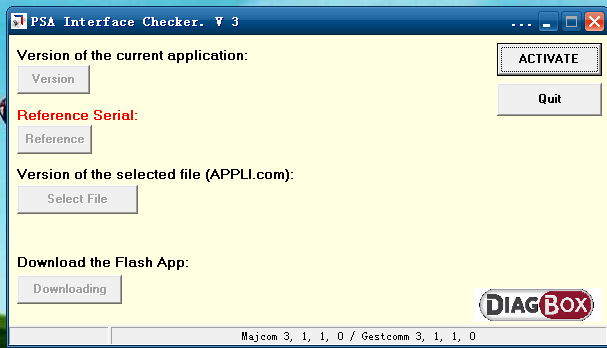 PSA Interface Checker. V 3
...
Version of the current application:
ACTIVATE
Version
Quit
Reference Serial:
Reference
Version of the selected file (APPLI.com):
Select File
Download the Flash App:
Downloading
DIAGBOX
Majcom 3, 1, 1, 0 / Gestcomm 3, 1, 1, 0